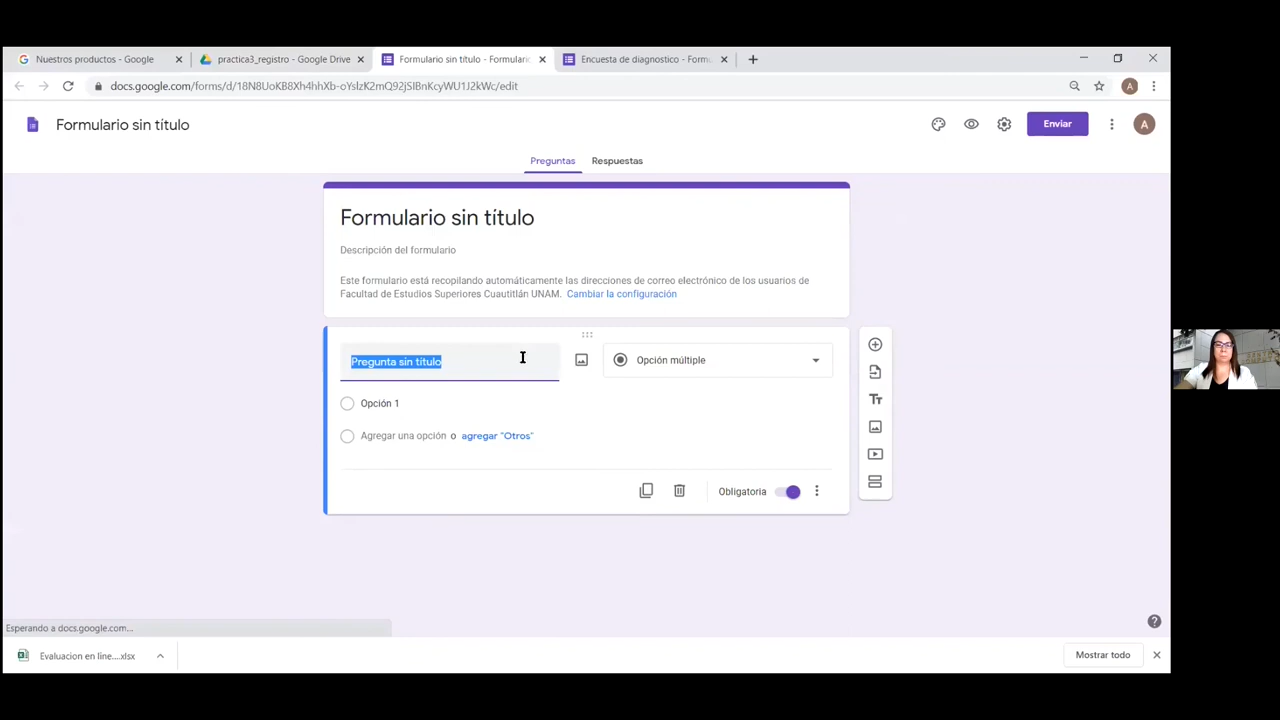 Nuestros productos - Google
practica3_registro - Google Drive
Formulario sin título - Formulario
Encuesta de diagnostico - Formu
docs.google.com/forms/d/18N8UoKB8Xh4hhXb-oYslzK2mQ92jSIBnKcyWU1J2kWc/edit
A
Formulario sin título
Enviar
A
Preguntas Respuestas
Formulario sin título
Descripción del formulario
Este formulario está recopilando automáticamente las direcciones de correo electrónico de los usuarios de
Facultad de Estudios Superiores Cuautitlán UNAM. Cambiar la configuración
Pregunta sin título
Opción múltiple
Opción 1
Agregar una opción o agregar "Otros"
Obligatoria
Esperando a docs.google.com...
Evaluacion en line....xlsx
Mostrar todo